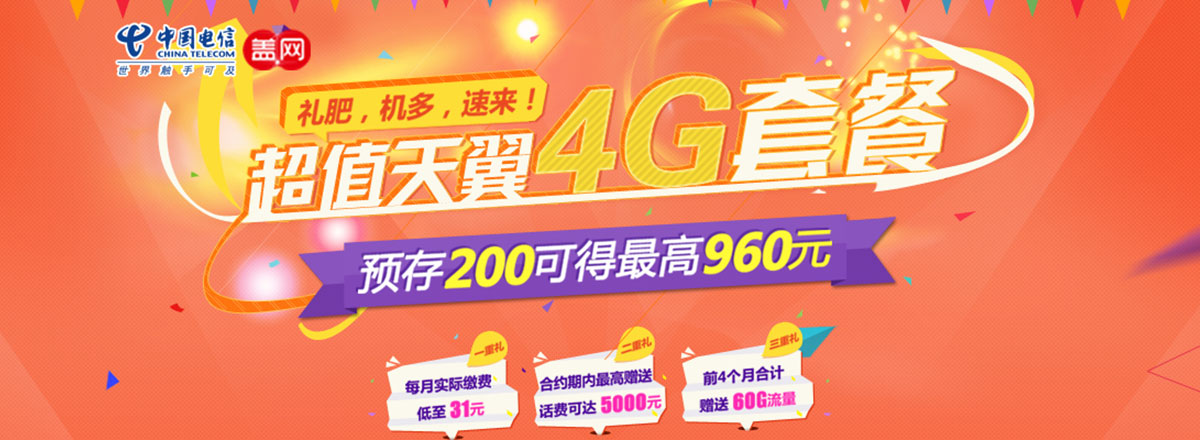 中国电信
CHINA TELECOM
世界触手可及
盖网
礼肥，机多，速来！
超值天翼4G套餐
预存200可得最高960元
一重礼
每月实际缴费
低至 31元
二重礼
合约期内最高赠送
话费可达 5000元
三重礼
前4个月合计
赠送 60G流量